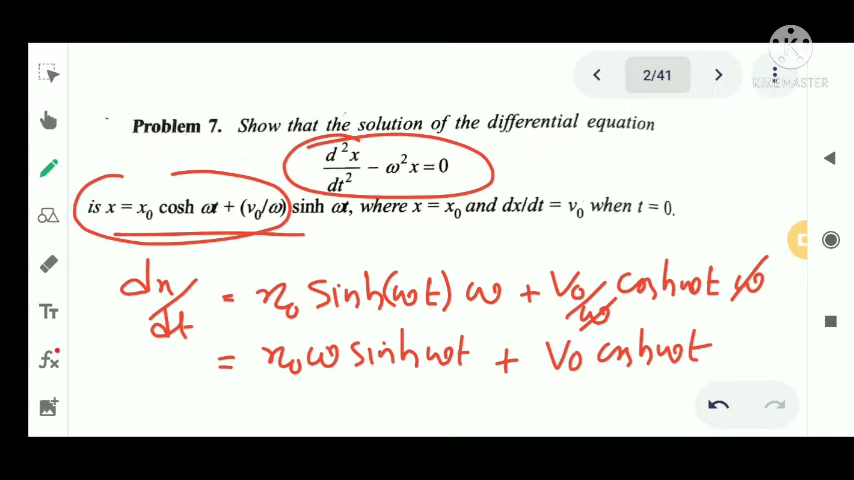 2/41
KINEMASTER
Problem 7. Show that the solution of the differential equation
d²x/dt² − ω²x = 0
is x = x₀ cosh ωt + (v₀/ω) sinh ωt, where x = x₀ and dx/dt = v₀ when t = 0.
dx/dt = x₀ sinh(ωt) ω + v₀/ω coshωt ω
= x₀ω sinhωt + v₀ coshωt
Tт
fx